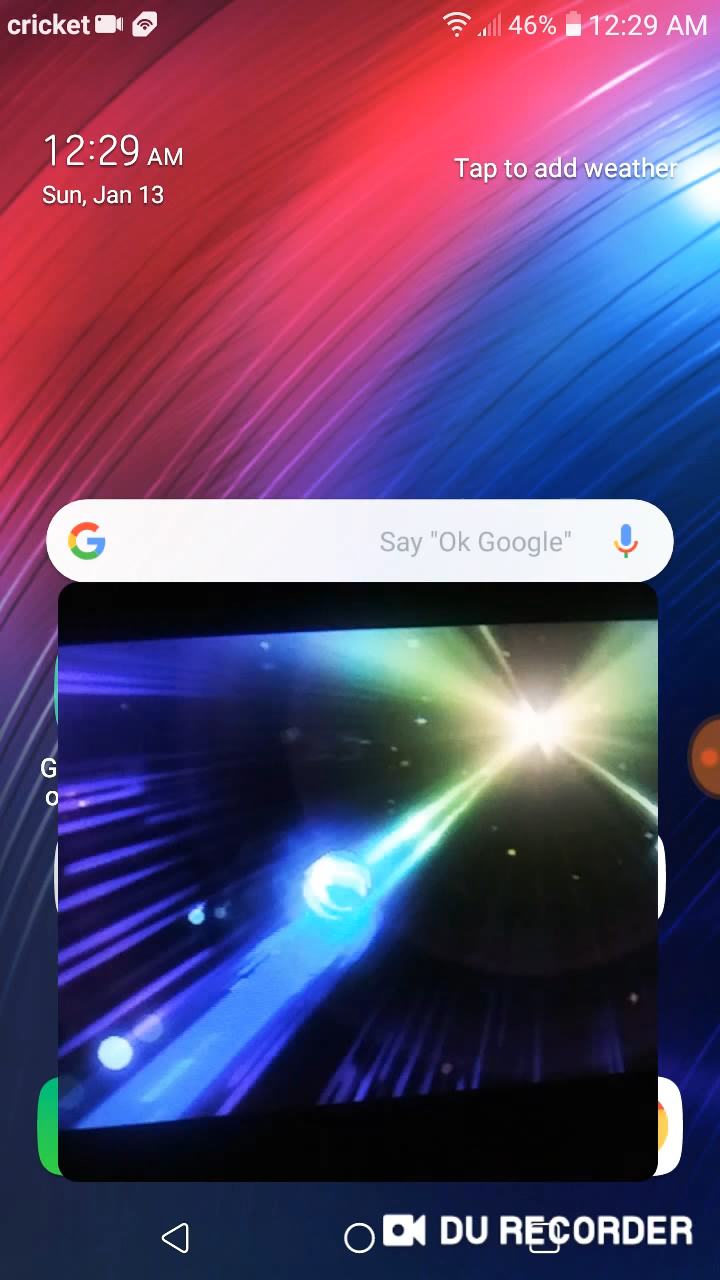 cricket 46% 12:29 AM
12:29 AM
Sun, Jan 13
Tap to add weather
Say "Ok Google"
G
o
DU RECORDER